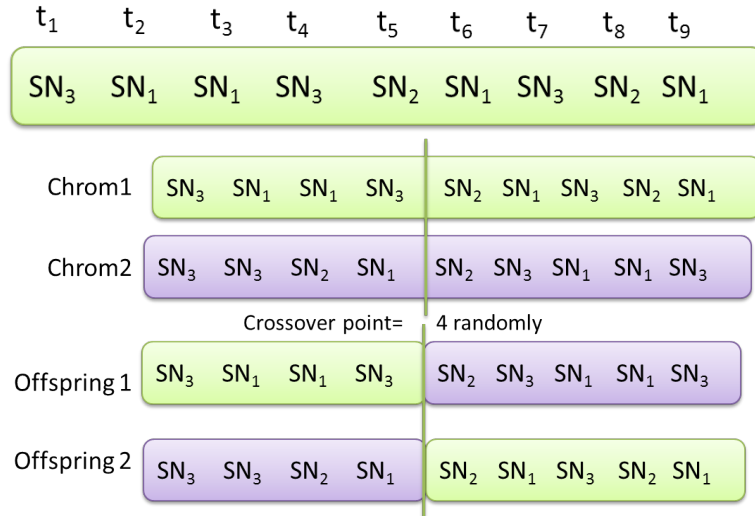 t₁ t₂ t₃ t₄ t₅ t₆ t₇ t₈ t₉
SN₃ SN₁ SN₁ SN₃ SN₂ SN₁ SN₃ SN₂ SN₁
Chrom1 SN₃ SN₁ SN₁ SN₃ SN₂ SN₁ SN₃ SN₂ SN₁
Chrom2 SN₃ SN₃ SN₂ SN₁ SN₂ SN₃ SN₁ SN₁ SN₃
Crossover point= 4 randomly
Offspring 1 SN₃ SN₁ SN₁ SN₃ SN₂ SN₃ SN₁ SN₁ SN₃
Offspring 2 SN₃ SN₃ SN₂ SN₁ SN₂ SN₁ SN₃ SN₂ SN₁